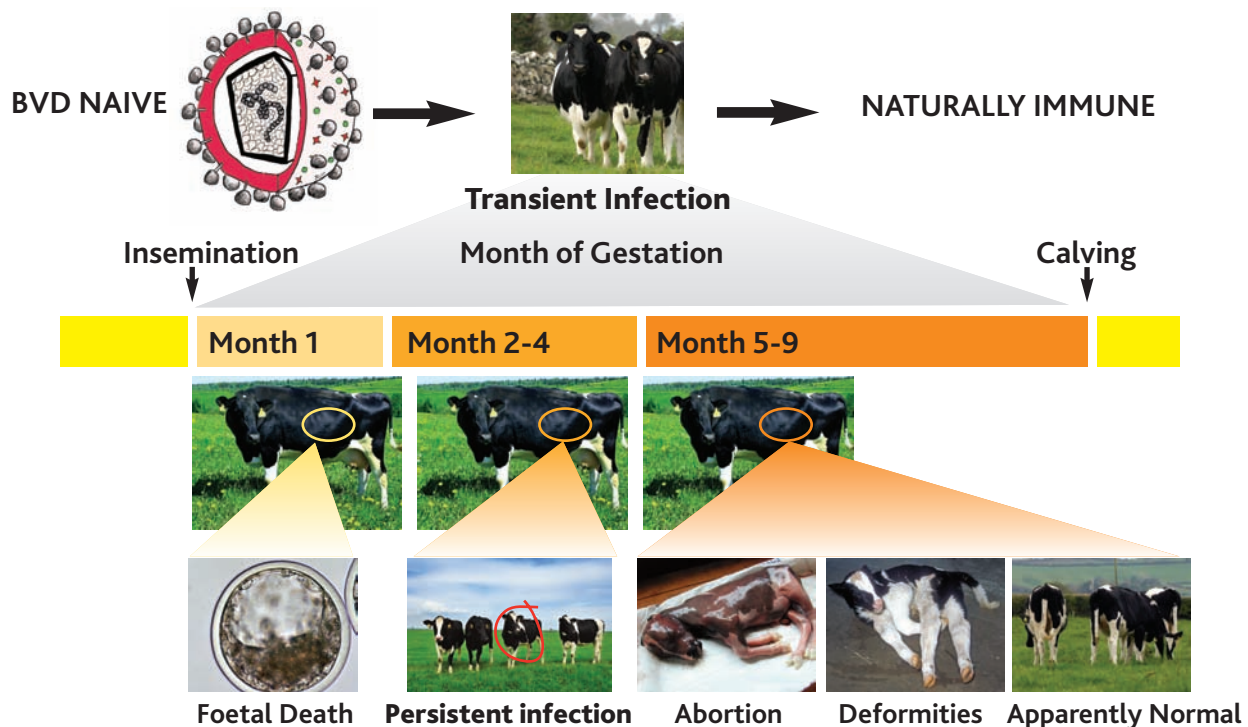 BVD NAIVE
NATURALLY IMMUNE
Transient Infection
Insemination
Month of Gestation
Calving
Month 1
Month 2-4
Month 5-9
Foetal Death
Persistent infection
Abortion
Deformities
Apparently Normal